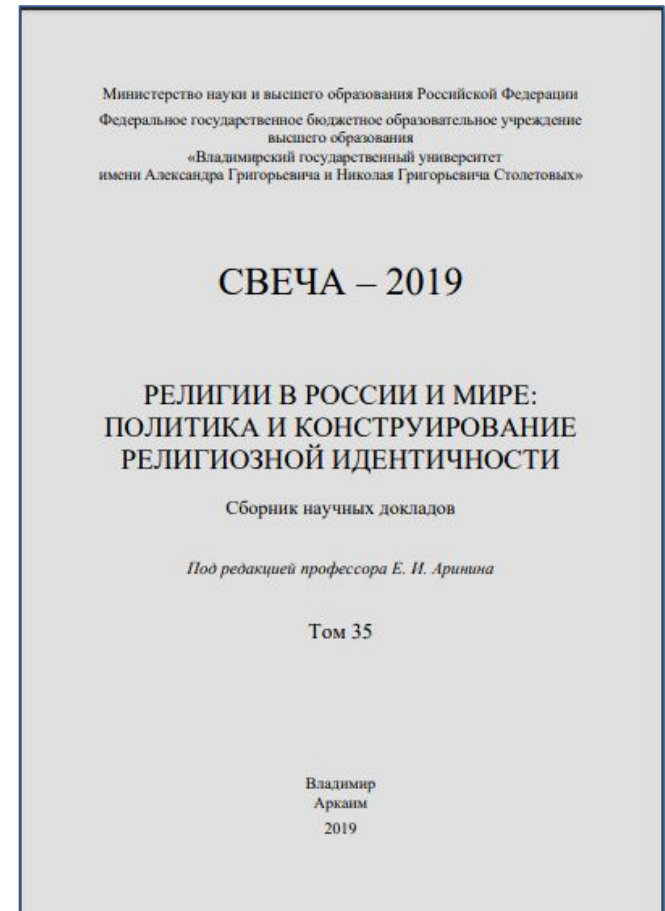 Министерство науки и высшего образования Российской Федерации
Федеральное государственное бюджетное образовательное учреждение
высшего образования
«Владимирский государственный университет
имени Александра Григорьевича и Николая Григорьевича Столетовых»
СВЕЧА – 2019
РЕЛИГИИ В РОССИИ И МИРЕ:
ПОЛИТИКА И КОНСТРУИРОВАНИЕ
РЕЛИГИОЗНОЙ ИДЕНТИЧНОСТИ
Сборник научных докладов
Под редакцией профессора Е. И. Аринина
Том 35
Владимир
Аркаим
2019